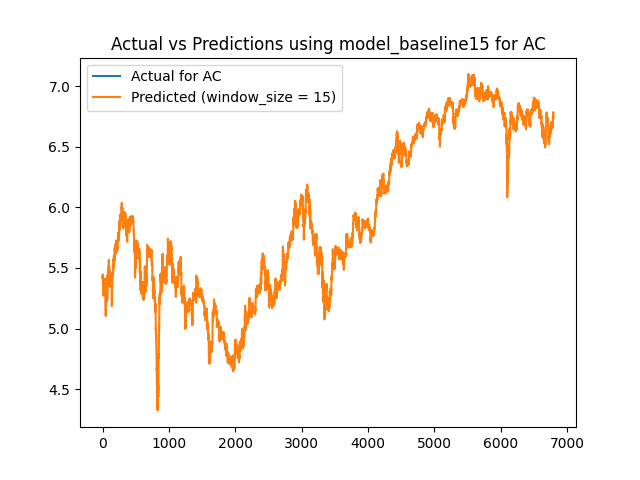 Actual vs Predictions using model_baseline15 for AC
Actual for AC
Predicted (window_size = 15)
7.0
6.5
6.0
5.5
5.0
4.5
0 1000 2000 3000 4000 5000 6000 7000